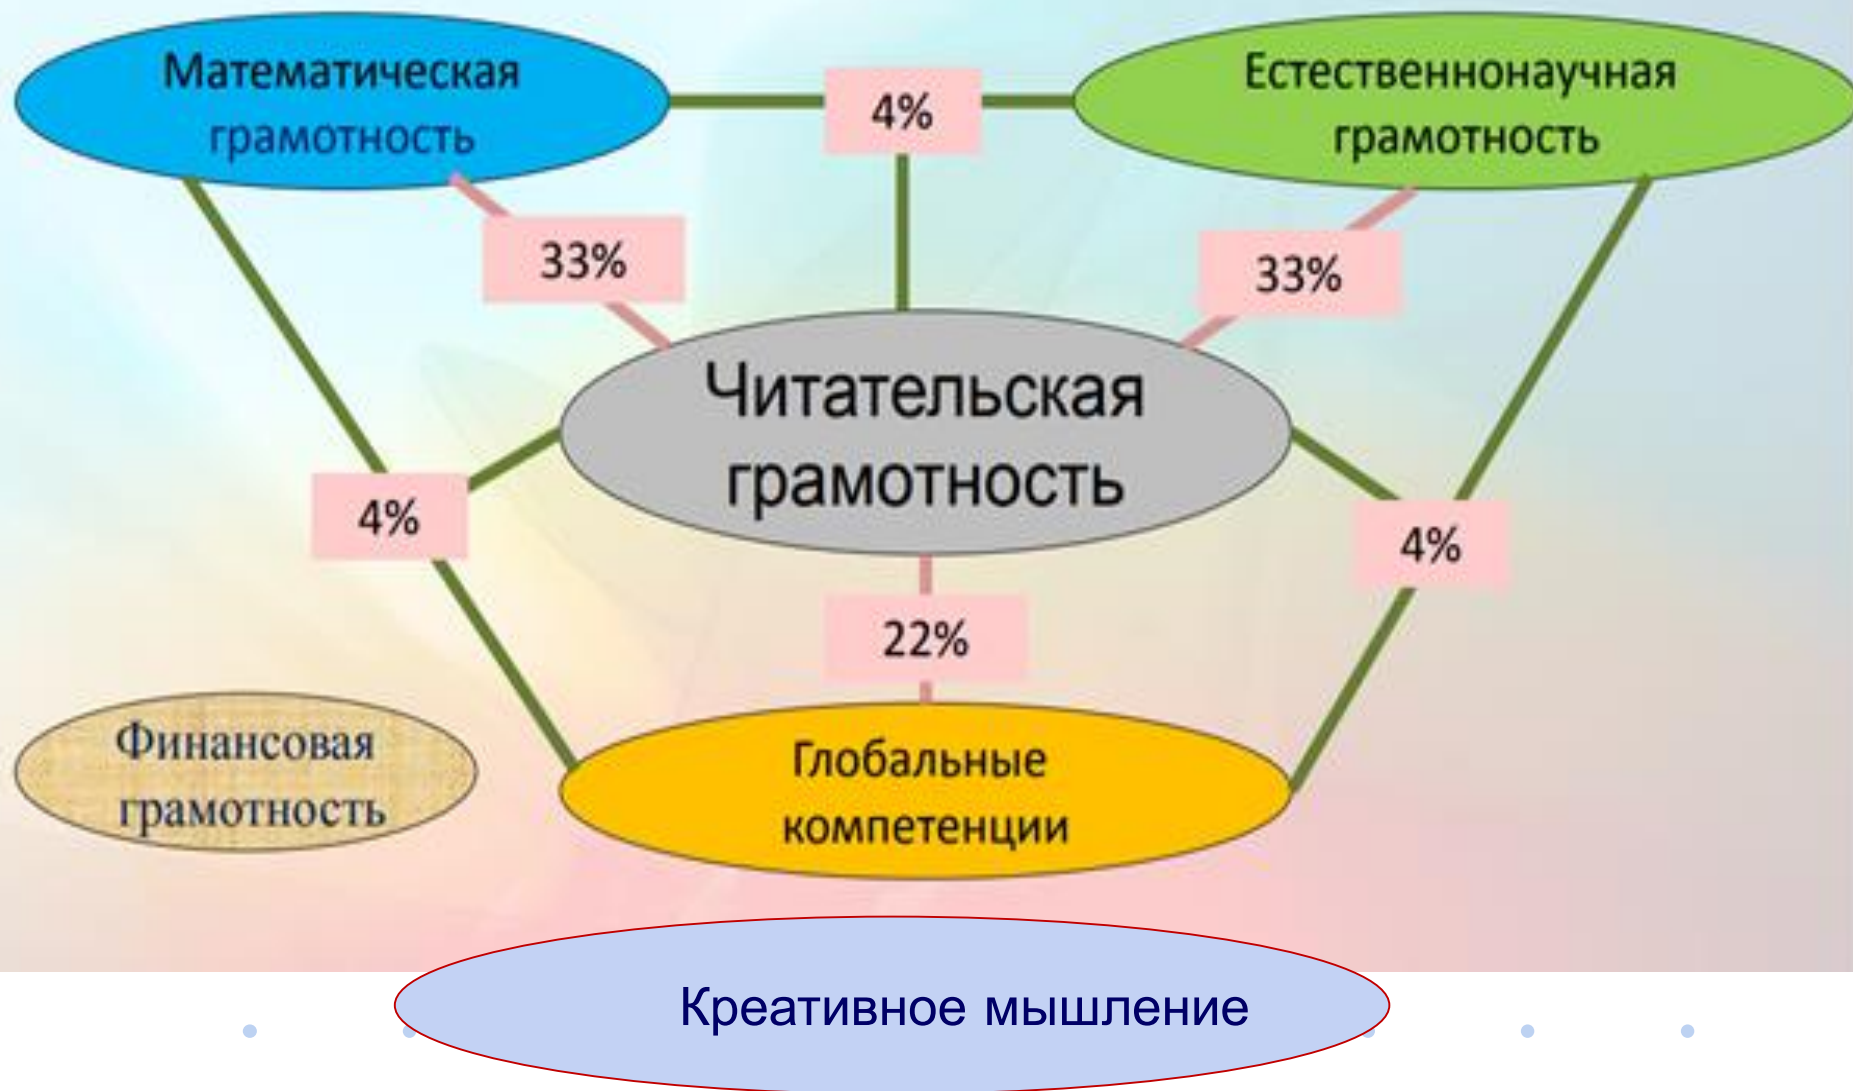 Математическая
грамотность
4%
Естественнонаучная
грамотность
33%
33%
Читательская
грамотность
4%
4%
22%
Финансовая
грамотность
Глобальные
компетенции
Креативное мышление